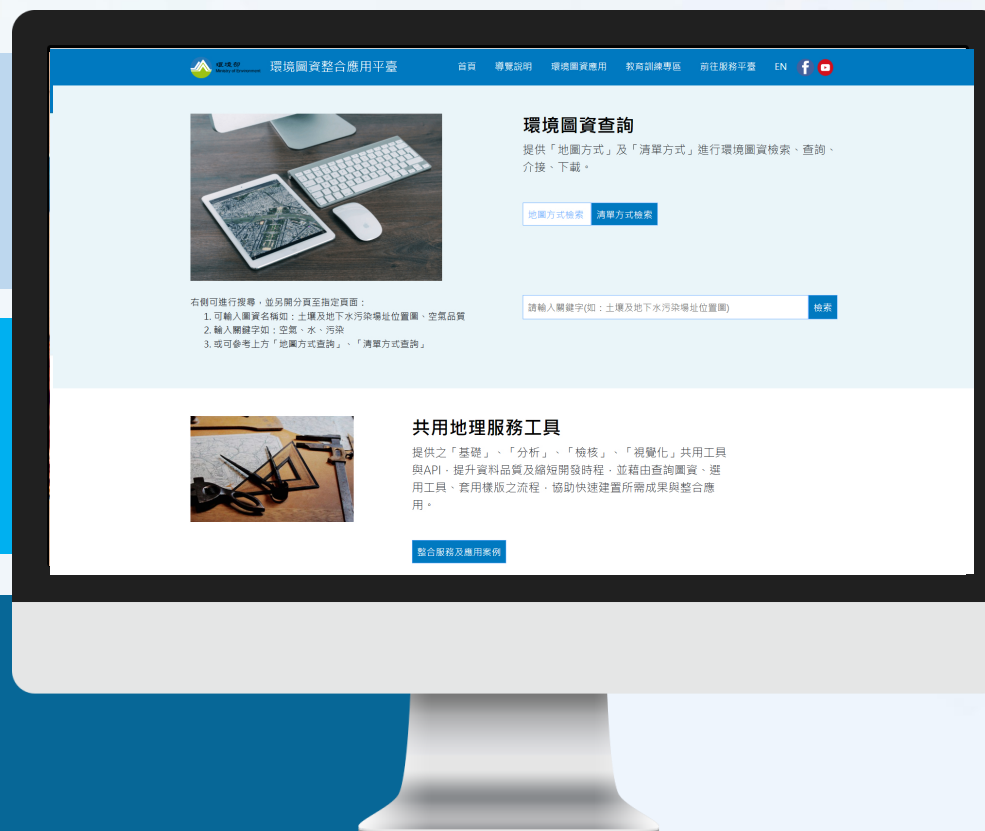 環境部
Ministry of Environment
環境圖資整合應用平臺
首頁 導覽說明 環境圖資應用 教育訓練專區 前往服務平臺 EN
環境圖資查詢
提供「地圖方式」及「清單方式」進行環境圖資檢索、查詢、
介接、下載。
地圖方式檢索 清單方式檢索
右側可進行搜尋，並另開分頁至指定頁面：
1. 可輸入圖資名稱如：土壤及地下水污染場址位置圖、空氣品質
2. 輸入關鍵字如：空氣、水、污染
3. 或可參考上方「地圖方式查詢」、「清單方式查詢」
請輸入關鍵字(如：土壤及地下水污染場址位置圖) 檢索
共用地理服務工具
提供之「基礎」、「分析」、「檢核」、「視覺化」共用工具
與API，提升資料品質及縮短開發時程，並藉由查詢圖資、選
用工具、套用樣版之流程，協助快速建置所需成果與整合應
用。
整合服務及應用案例